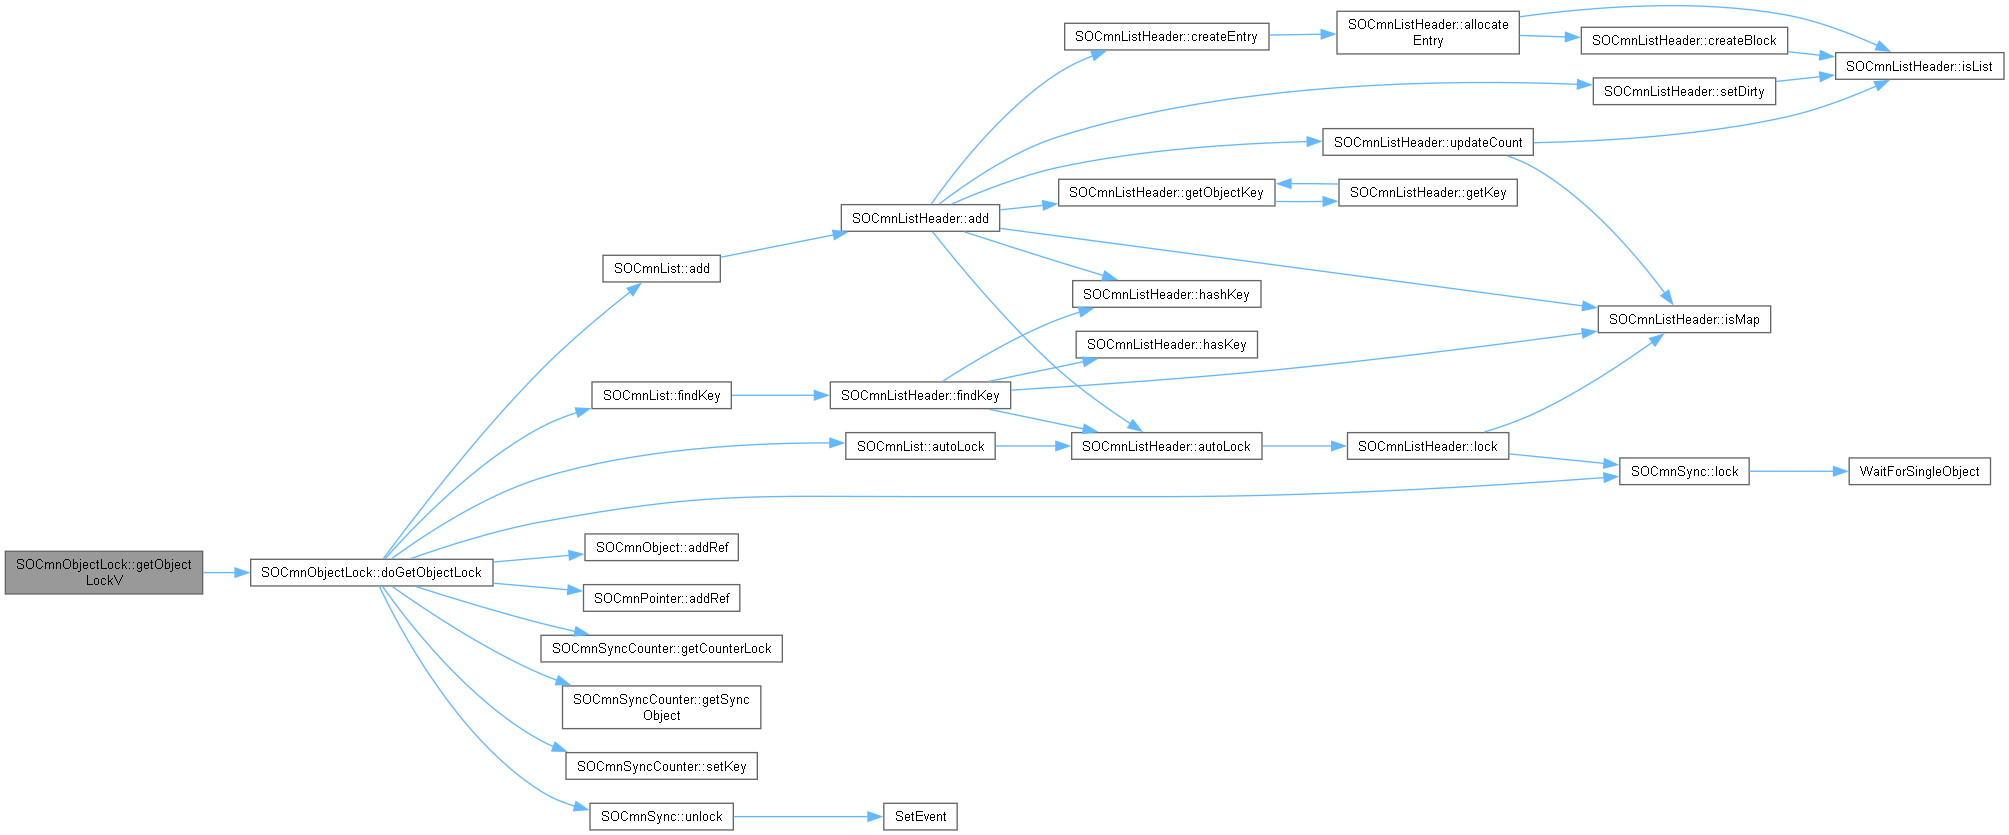 SOCmnObjectLock::getObject
LockV
SOCmnObjectLock::doGetObjectLock
SOCmnList::add
SOCmnList::findKey
SOCmnList::autoLock
SOCmnObject::addRef
SOCmnPointer::addRef
SOCmnSyncCounter::getCounterLock
SOCmnSyncCounter::getSync
Object
SOCmnSyncCounter::setKey
SOCmnSync::unlock
SetEvent
SOCmnListHeader::add
SOCmnListHeader::findKey
SOCmnListHeader::createEntry
SOCmnListHeader::getObjectKey
SOCmnListHeader::hashKey
SOCmnListHeader::hasKey
SOCmnListHeader::autoLock
SOCmnListHeader::allocate
Entry
SOCmnListHeader::updateCount
SOCmnListHeader::getKey
SOCmnListHeader::lock
SOCmnListHeader::createBlock
SOCmnListHeader::setDirty
SOCmnListHeader::isMap
SOCmnSync::lock
SOCmnListHeader::isList
WaitForSingleObject